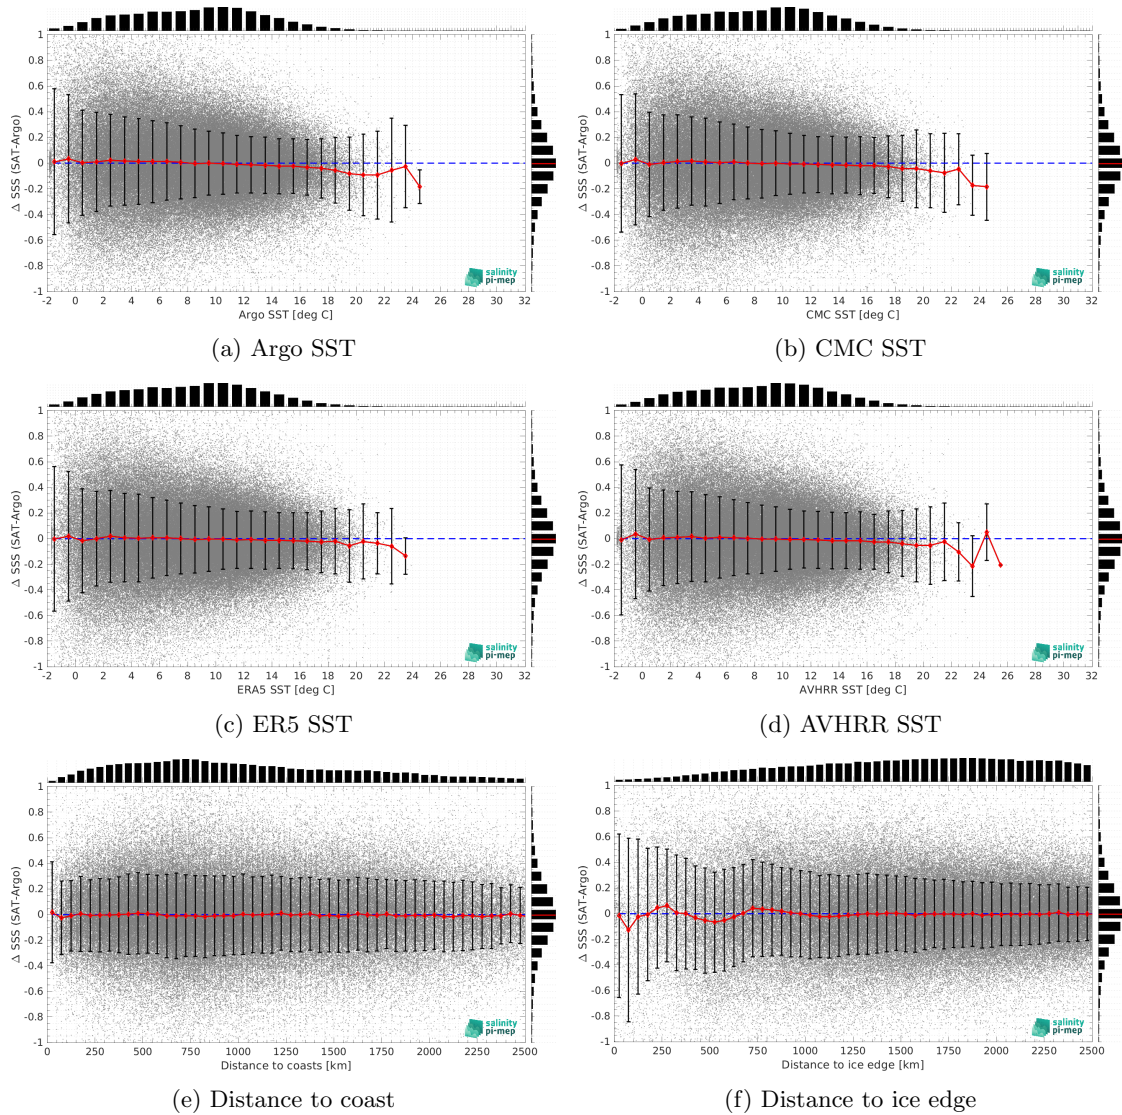 1
0.8
0.6
0.4
0.2
0
-0.2
-0.4
-0.6
-0.8
-1
Δ SSS (SAT-Argo)
salinity
pi-mep
-2 0 2 4 6 8 10 12 14 16 18 20 22 24 26 28 30 32
Argo SST [deg C]
(a) Argo SST
1
0.8
0.6
0.4
0.2
0
-0.2
-0.4
-0.6
-0.8
-1
Δ SSS (SAT-Argo)
salinity
pi-mep
-2 0 2 4 6 8 10 12 14 16 18 20 22 24 26 28 30 32
CMC SST [deg C]
(b) CMC SST
1
0.8
0.6
0.4
0.2
0
-0.2
-0.4
-0.6
-0.8
-1
Δ SSS (SAT-Argo)
salinity
pi-mep
-2 0 2 4 6 8 10 12 14 16 18 20 22 24 26 28 30 32
ERA5 SST [deg C]
(c) ER5 SST
1
0.8
0.6
0.4
0.2
0
-0.2
-0.4
-0.6
-0.8
-1
Δ SSS (SAT-Argo)
salinity
pi-mep
-2 0 2 4 6 8 10 12 14 16 18 20 22 24 26 28 30 32
AVHRR SST [deg C]
(d) AVHRR SST
1
0.8
0.6
0.4
0.2
0
-0.2
-0.4
-0.6
-0.8
-1
Δ SSS (SAT-Argo)
salinity
pi-mep
0 250 500 750 1000 1250 1500 1750 2000 2250 2500
Distance to coasts [km]
(e) Distance to coast
1
0.8
0.6
0.4
0.2
0
-0.2
-0.4
-0.6
-0.8
-1
Δ SSS (SAT-Argo)
salinity
pi-mep
0 250 500 750 1000 1250 1500 1750 2000 2250 2500
Distance to ice edge [km]
(f) Distance to ice edge